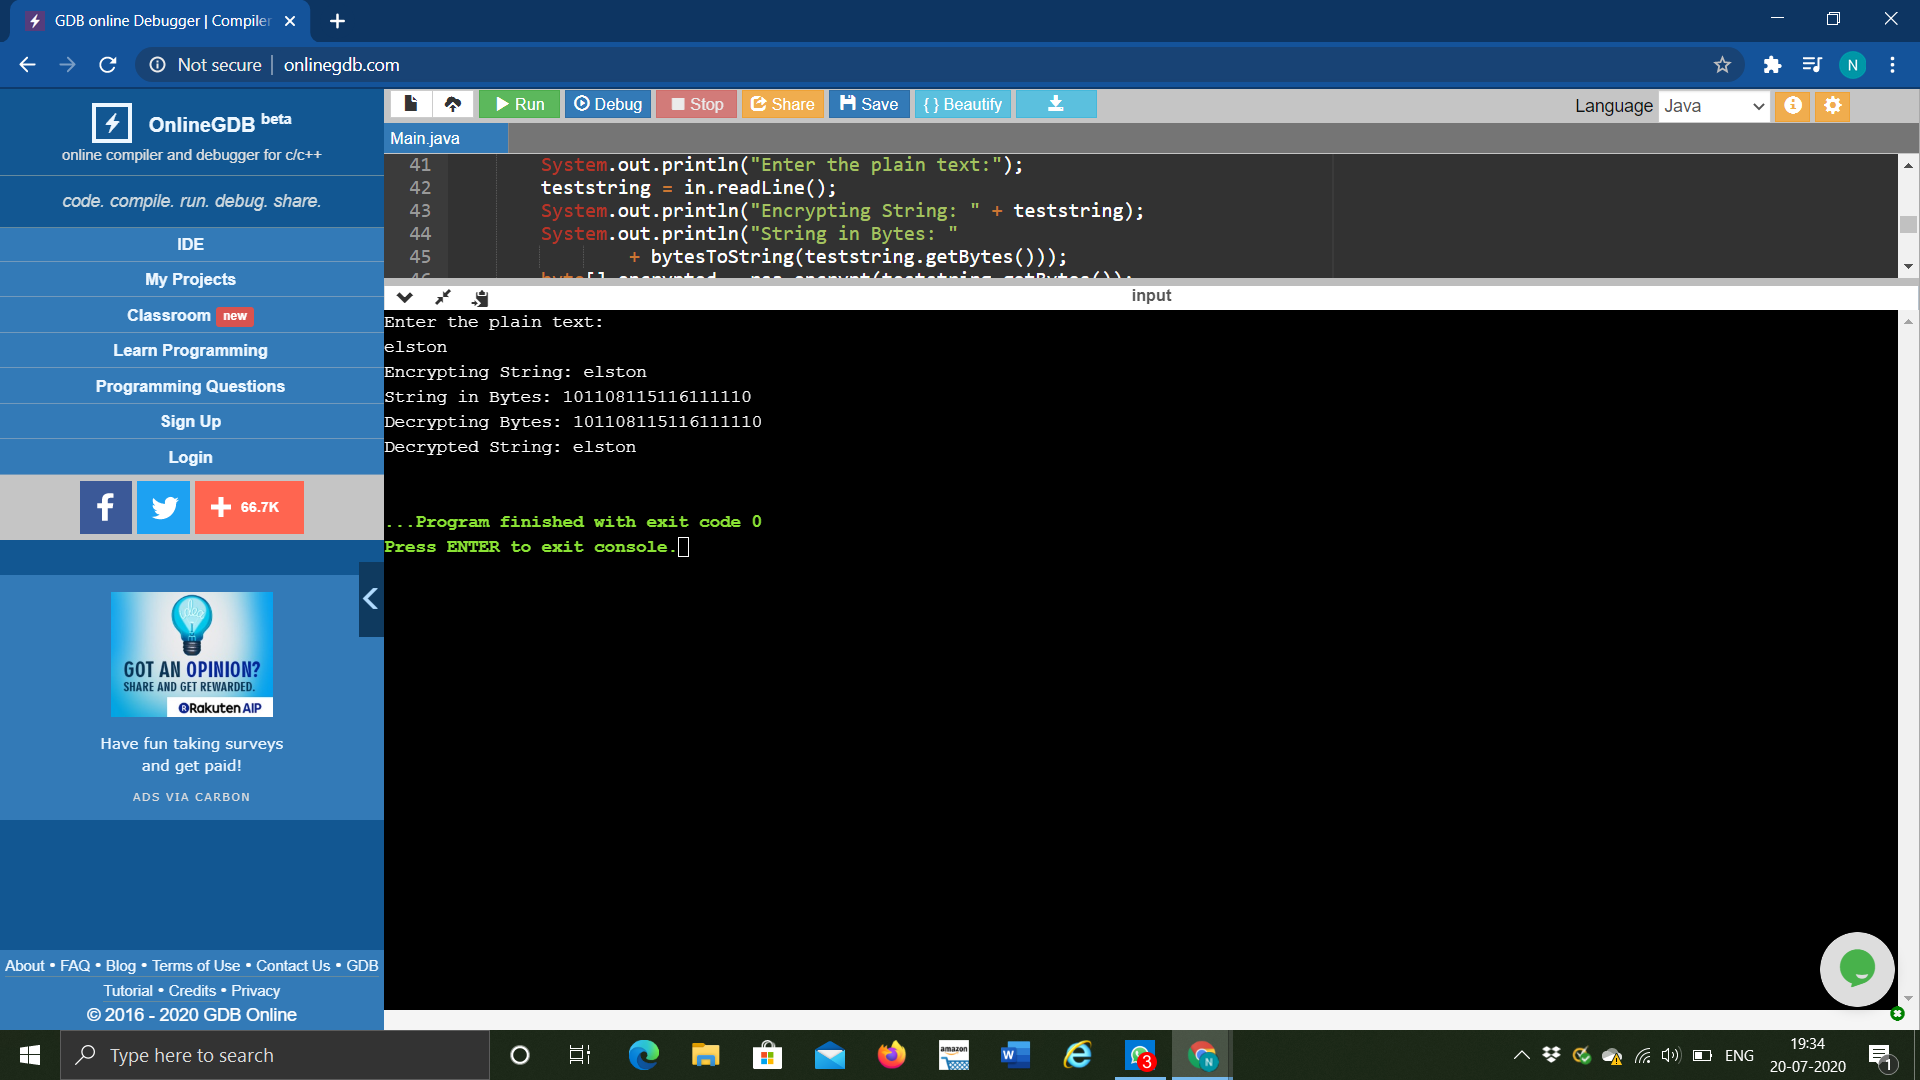 GDB online Debugger | Compiler
Not secure | onlinegdb.com
N
OnlineGDB beta
online compiler and debugger for c/c++
code. compile. run. debug. share.
IDE
My Projects
Classroom new
Learn Programming
Programming Questions
Sign Up
Login
66.7K
GOT AN OPINION?
SHARE AND GET REWARDED.
Rakuten AIP
Have fun taking surveys
and get paid!
ADS VIA CARBON
About • FAQ • Blog • Terms of Use • Contact Us • GDB
Tutorial • Credits • Privacy
© 2016 - 2020 GDB Online
Run Debug Stop Share Save { } Beautify
Language Java
Main.java
41 System.out.println("Enter the plain text:");
42 teststring = in.readLine();
43 System.out.println("Encrypting String: " + teststring);
44 System.out.println("String in Bytes: "
45 + bytesToString(teststring.getBytes()));
input
Enter the plain text:
elston
Encrypting String: elston
String in Bytes: 101108115116111110
Decrypting Bytes: 101108115116111110
Decrypted String: elston
...Program finished with exit code 0
Press ENTER to exit console.
Type here to search
amazon
3
N
ENG
19:34
20-07-2020
1